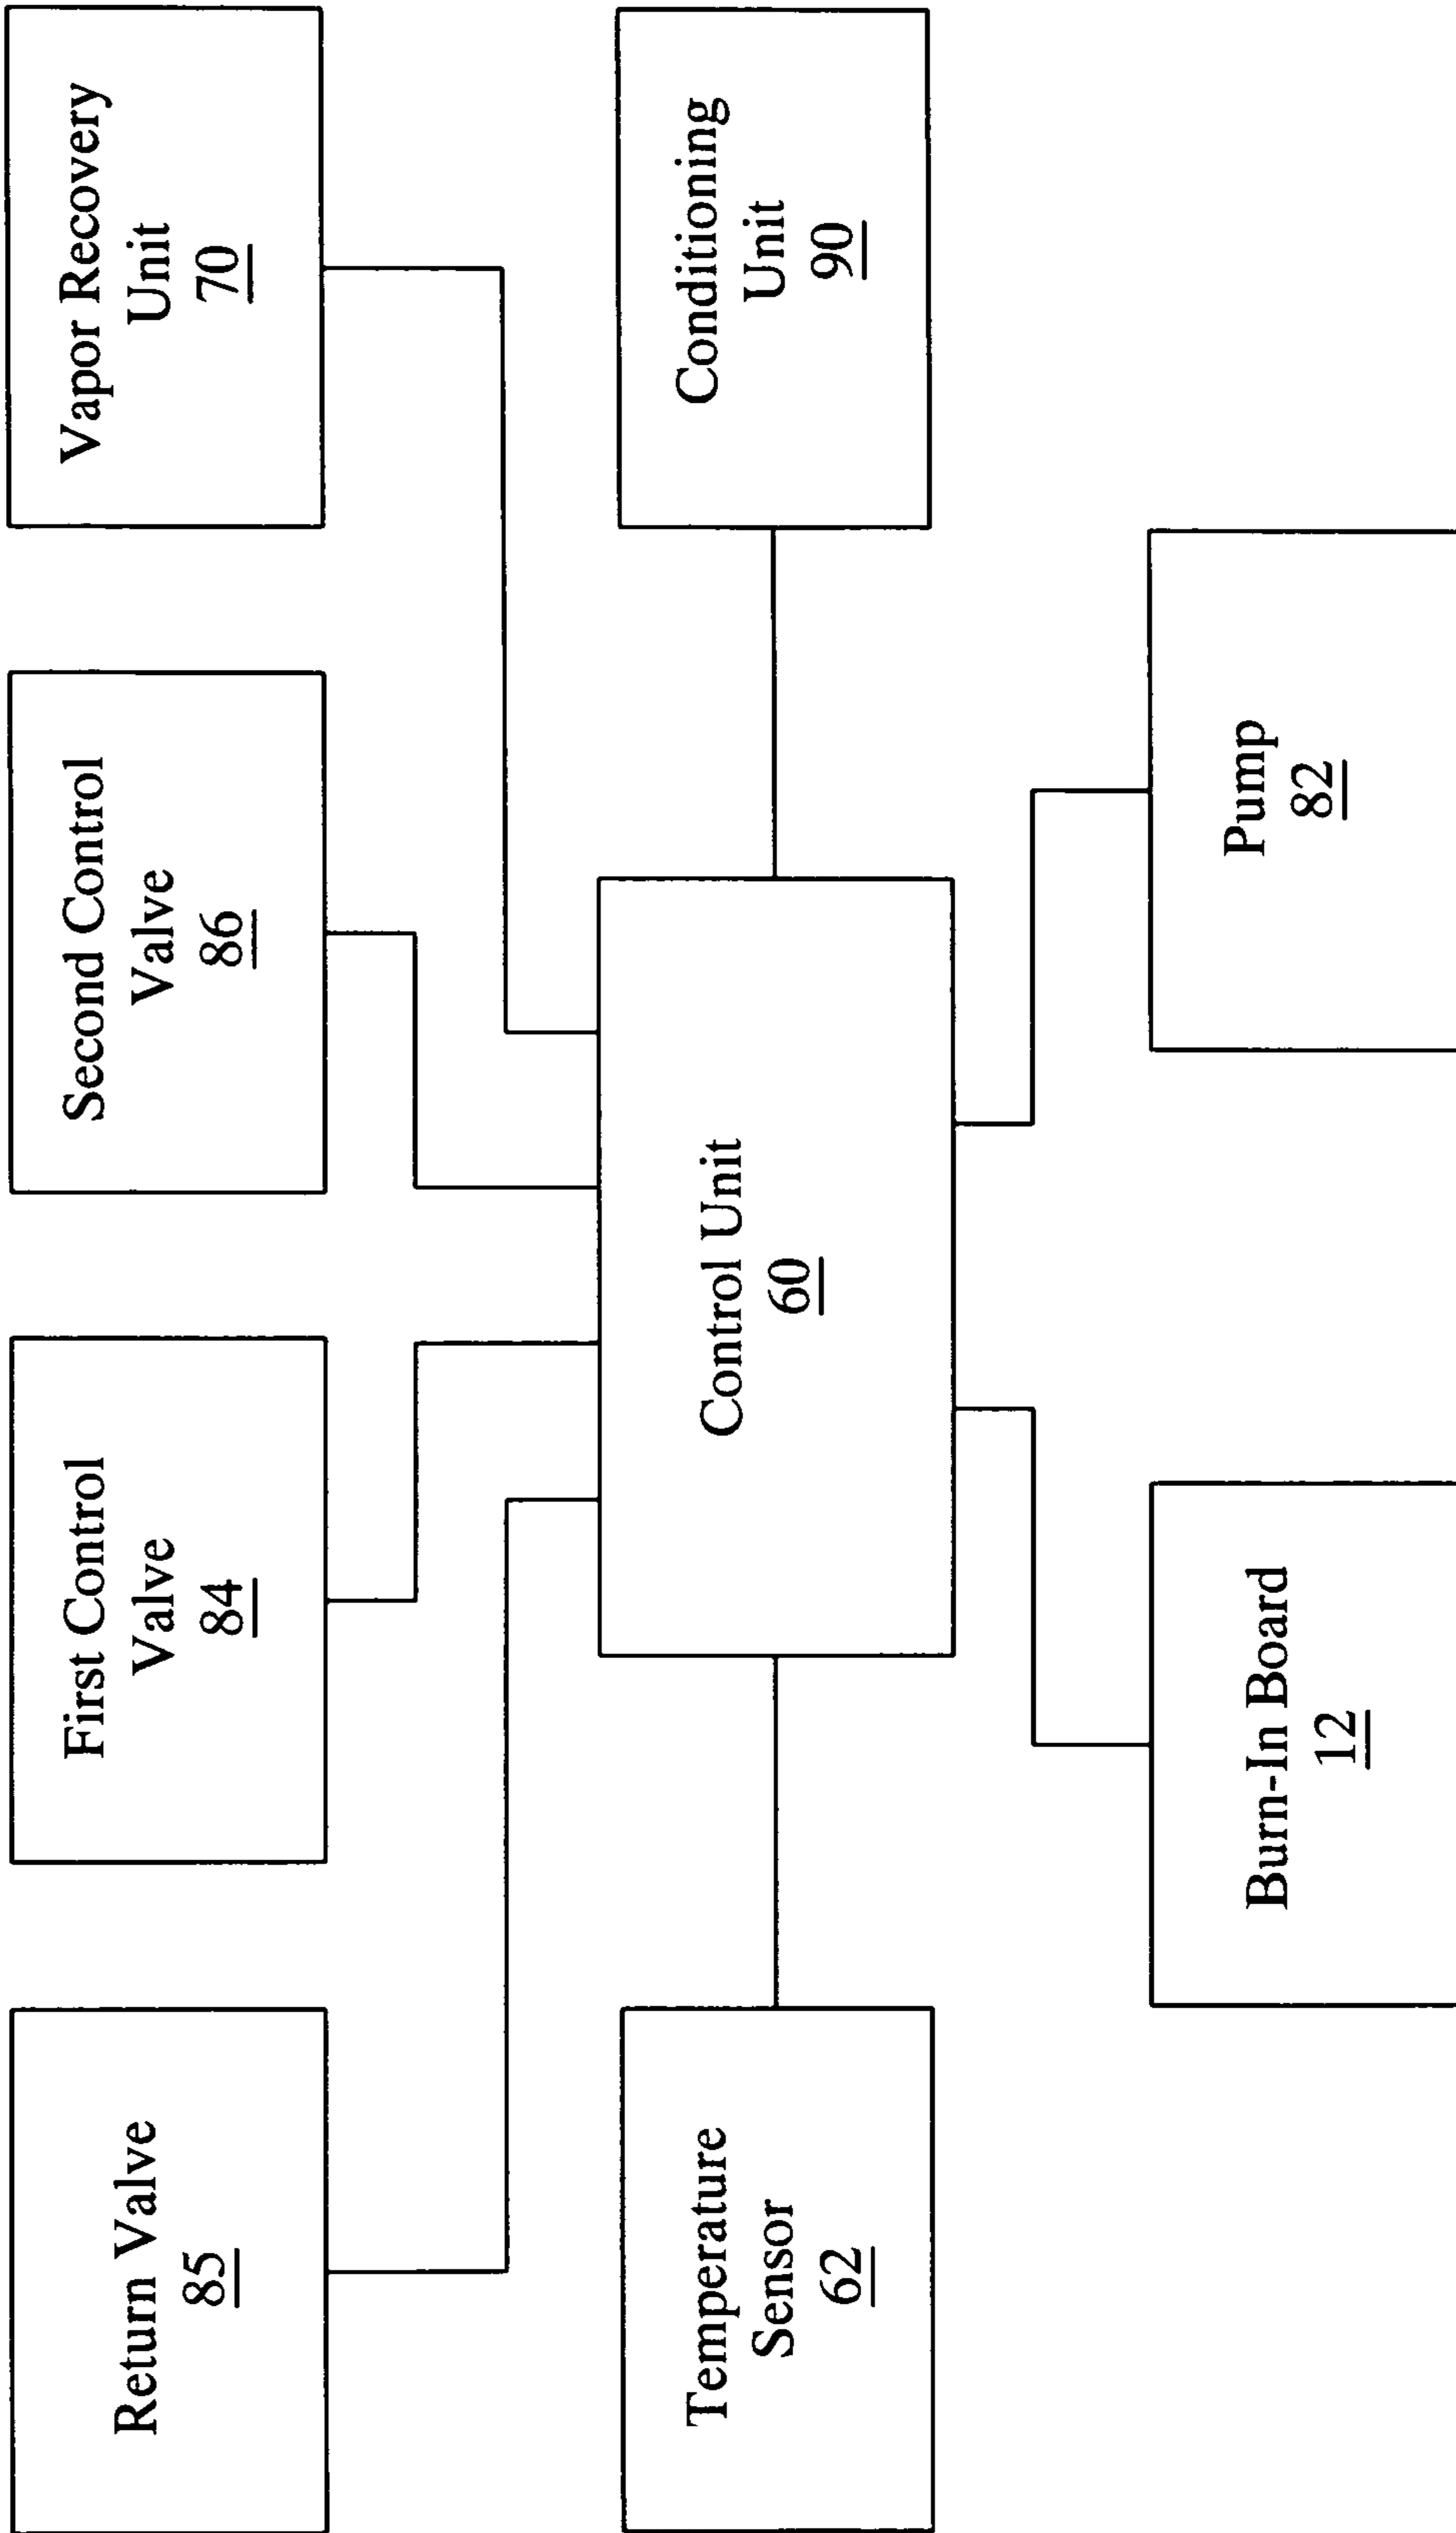 Return Valve
85
First Control
Valve
84
Second Control
Valve
86
Vapor Recovery
Unit
70
Temperature
Sensor
62
Control Unit
60
Conditioning
Unit
90
Burn-In Board
12
Pump
82